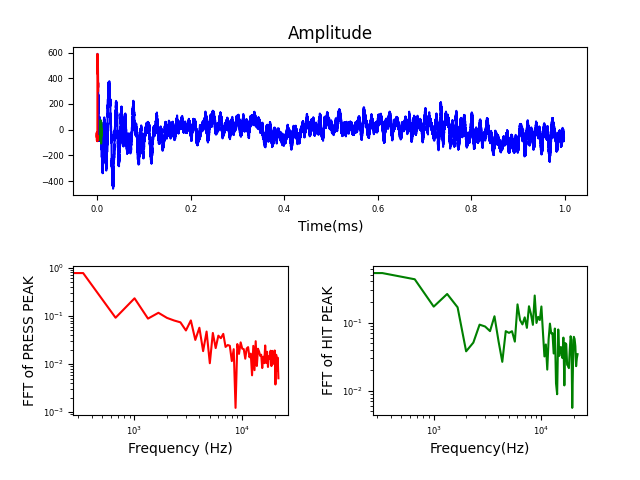 Amplitude
600
400
200
0
−200
−400
0.0 0.2 0.4 0.6 0.8 1.0
Time(ms)
FFT of PRESS PEAK
10⁰
10⁻¹
10⁻²
10⁻³
10³ 10⁴
Frequency (Hz)
FFT of HIT PEAK
10⁻¹
10⁻²
10³ 10⁴
Frequency(Hz)